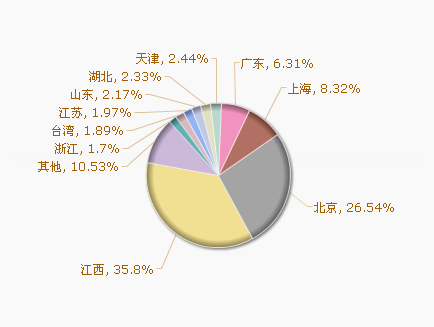 天津, 2.44%
广东, 6.31%
湖北, 2.33%
上海, 8.32%
山东, 2.17%
江苏, 1.97%
台湾, 1.89%
浙江, 1.7%
其他, 10.53%
北京, 26.54%
江西, 35.8%